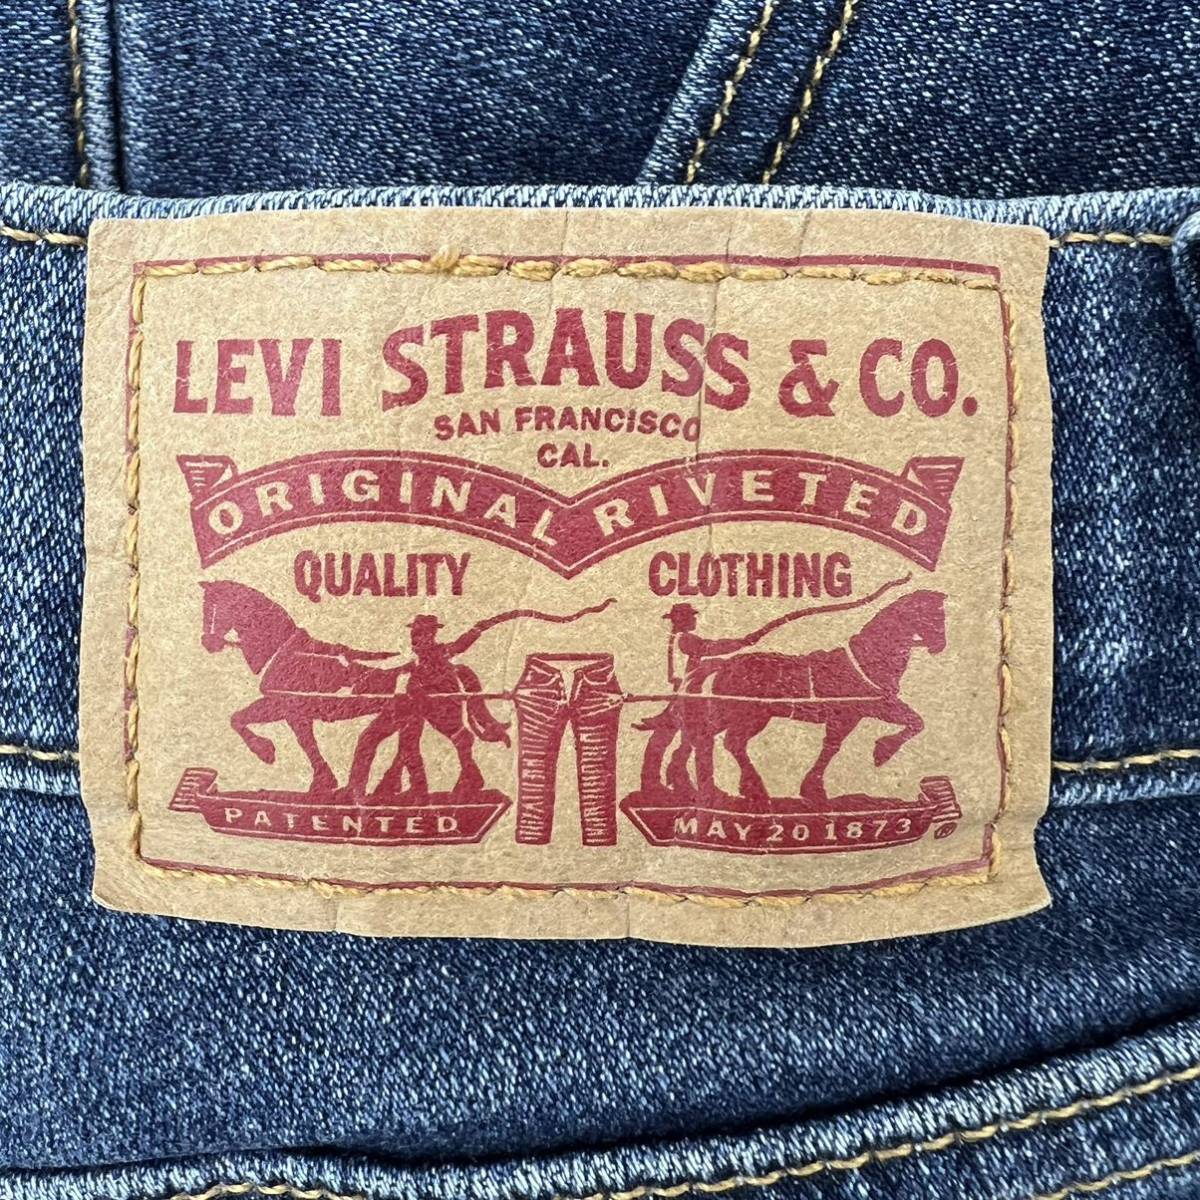 LEVI STRAUSS & CO.
SAN FRANCISCO
CAL.
ORIGINAL RIVETED
QUALITY CLOTHING
PATENTED MAY 20 1873 ®